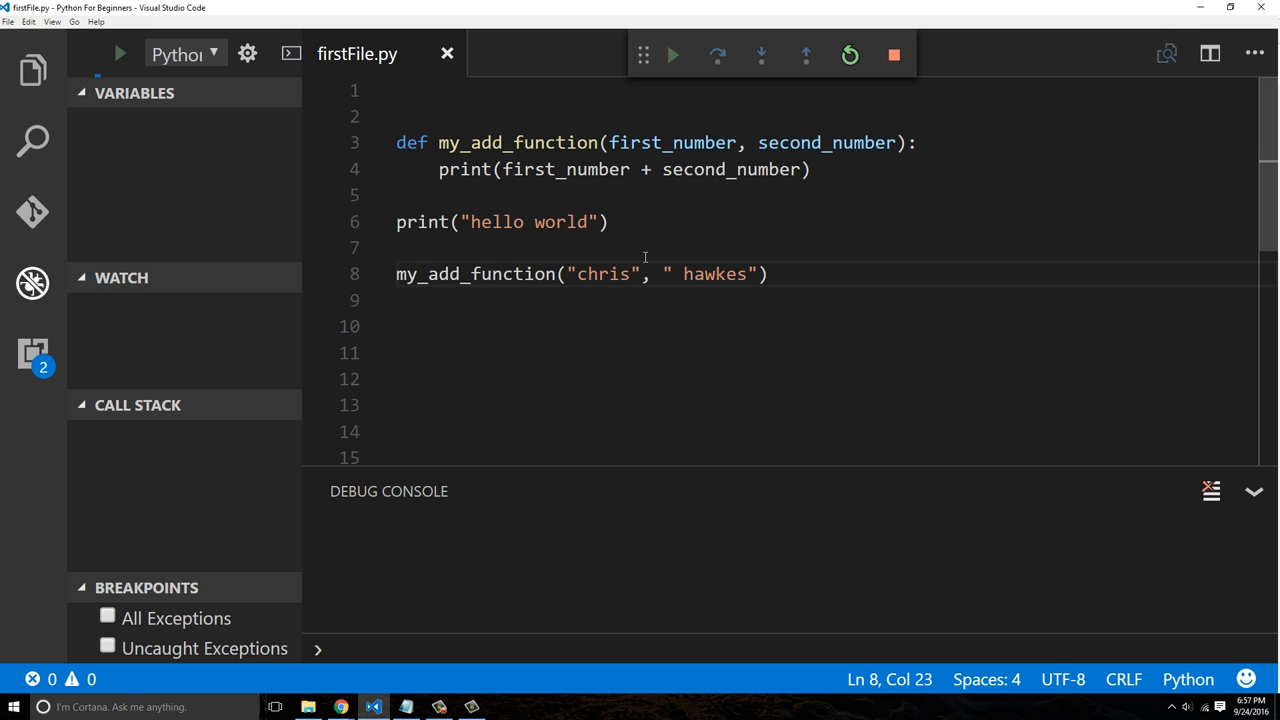 firstFile.py - Python For Beginners - Visual Studio Code
File Edit View Go Help
Python
firstFile.py
VARIABLES
WATCH
CALL STACK
BREAKPOINTS
All Exceptions
Uncaught Exceptions
1
2
3 def my_add_function(first_number, second_number):
4 print(first_number + second_number)
5
6 print("hello world")
7
8 my_add_function("chris", " hawkes")
9
10
11
12
13
14
15
DEBUG CONSOLE
2
0 0
Ln 8, Col 23 Spaces: 4 UTF-8 CRLF Python
I'm Cortana. Ask me anything.
6:57 PM
9/24/2016